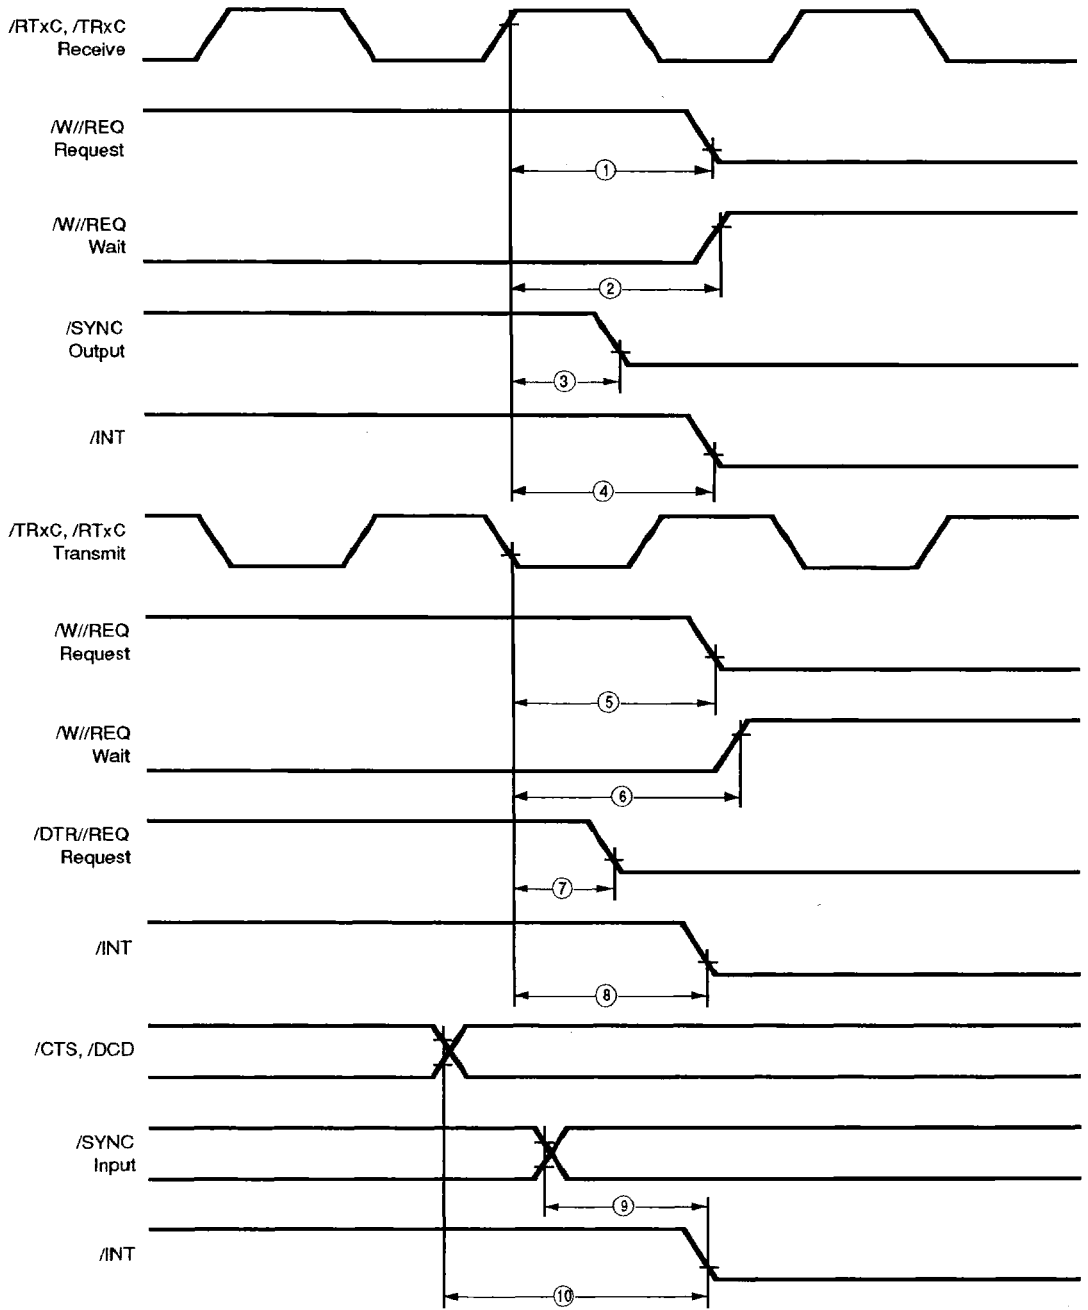 /RTxC, /TRxC
Receive
/W//REQ
Request
1
/W//REQ
Wait
2
/SYNC
Output
3
/INT
4
/TRxC, /RTxC
Transmit
/W//REQ
Request
5
/W//REQ
Wait
6
/DTR//REQ
Request
7
/INT
8
/CTS, /DCD
/SYNC
Input
9
/INT
10